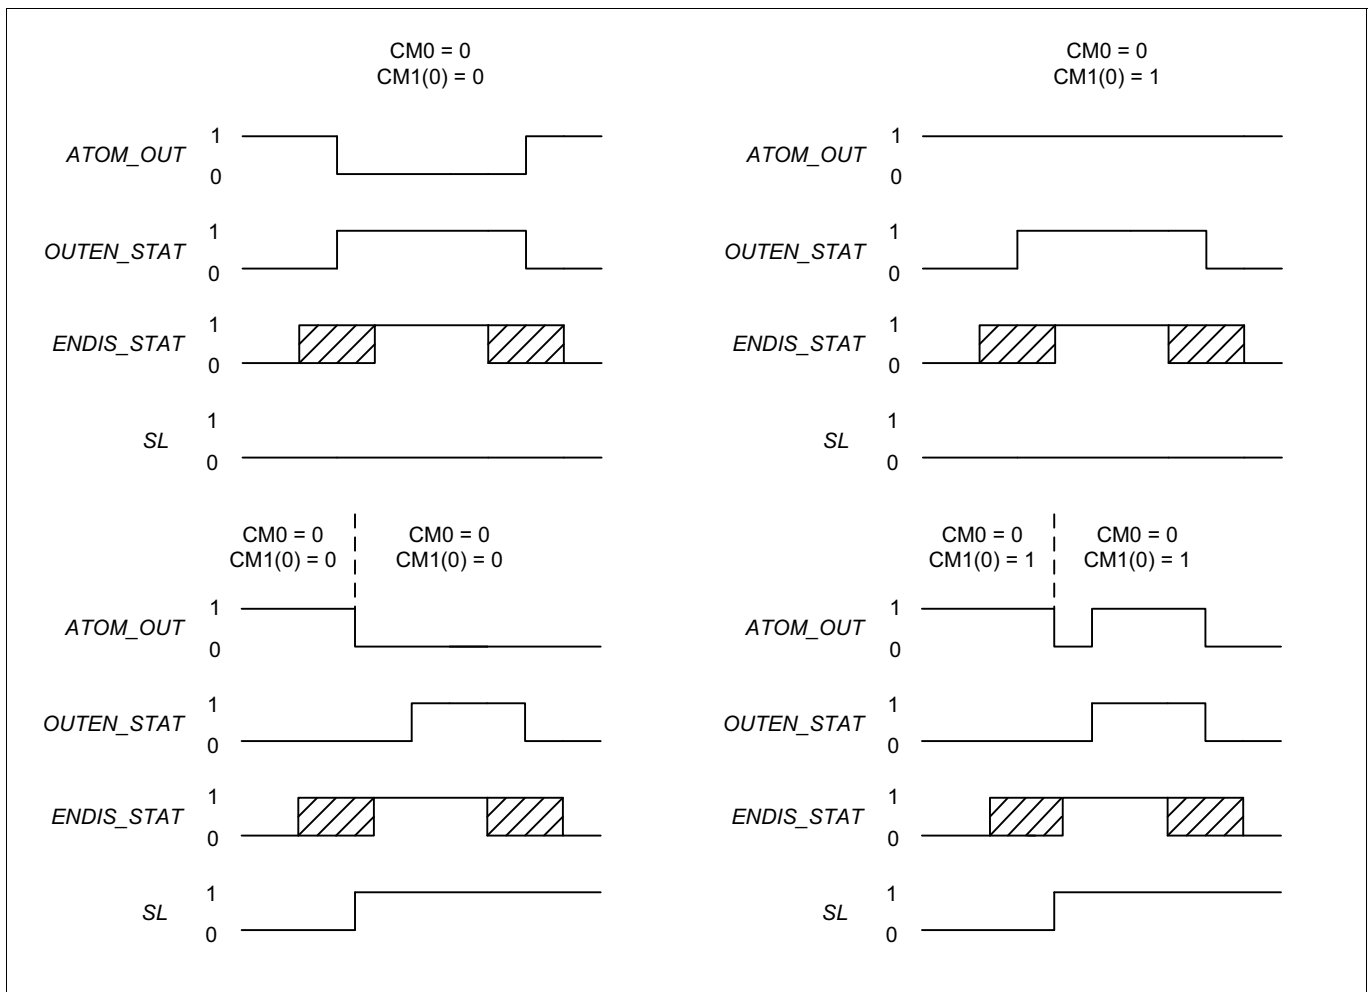 CM0 = 0
CM1(0) = 0
1
ATOM_OUT
0
1
OUTEN_STAT
0
1
ENDIS_STAT
0
1
SL
0
CM0 = 0
CM1(0) = 1
1
ATOM_OUT
0
1
OUTEN_STAT
0
1
ENDIS_STAT
0
1
SL
0
CM0 = 0
CM1(0) = 0
CM0 = 0
CM1(0) = 0
1
ATOM_OUT
0
1
OUTEN_STAT
0
1
ENDIS_STAT
0
1
SL
0
CM0 = 0
CM1(0) = 1
CM0 = 0
CM1(0) = 1
1
ATOM_OUT
0
1
OUTEN_STAT
0
1
ENDIS_STAT
0
1
SL
0